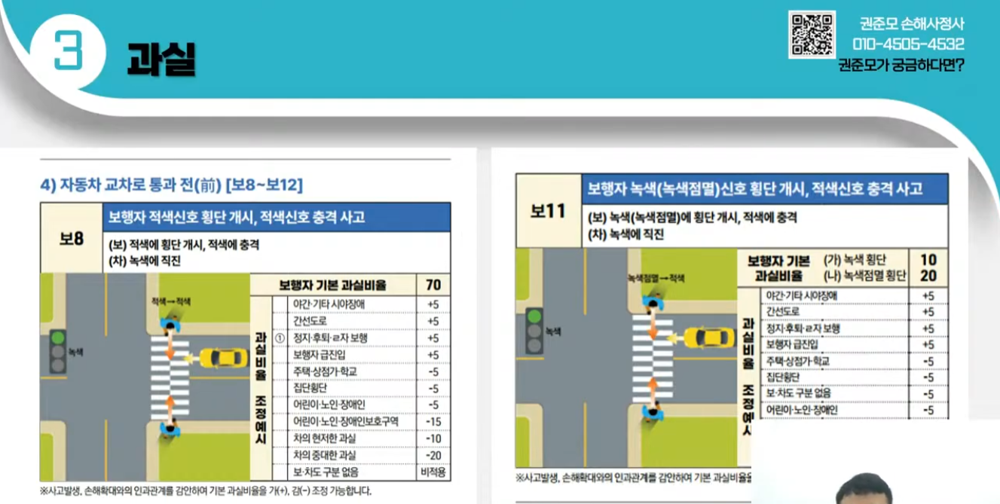 3
과실
권준모 손해사정사
010-4505-4532
권준모가 궁금하다면?
4) 자동차 교차로 통과 전(前) [보8~보12]
보8
보행자 적색신호 횡단 개시, 적색신호 충격 사고
(보) 적색에 횡단 개시, 적색에 충격
(차) 녹색에 직진
적색→적색
녹색
보행자 기본 과실비율 70
과실비율 조정예시
야간·기타 시야장애 +5
간선도로 +5
① 정지·후퇴·ㄹ자 보행 +5
보행자 급진입 +5
주택·상점가·학교 -5
집단횡단 -5
어린이·노인·장애인 -5
어린이·노인·장애인보호구역 -15
차의 현저한 과실 -10
차의 중대한 과실 -20
보·차도 구분 없음 비적용
※사고발생, 손해확대와의 인과관계를 감안하여 기본 과실비율을 가(+), 감(-) 조정 가능합니다.
보11
보행자 녹색(녹색점멸)신호 횡단 개시, 적색신호 충격 사고
(보) 녹색(녹색점멸)에 횡단 개시, 적색에 충격
(차) 녹색에 직진
녹색점멸→적색
녹색
보행자 기본 과실비율
(가) 녹색 횡단 10
(나) 녹색점멸 횡단 20
과실비율 조정예시
야간·기타 시야장애 +5
간선도로 +5
정지·후퇴·ㄹ자 보행 +5
보행자 급진입 +5
주택·상점가·학교 -5
집단횡단 -5
보·차도 구분 없음 -5
어린이·노인·장애인 -5
※사고발생, 손해확대와의 인과관계를 감안하여 기본 과실비율을